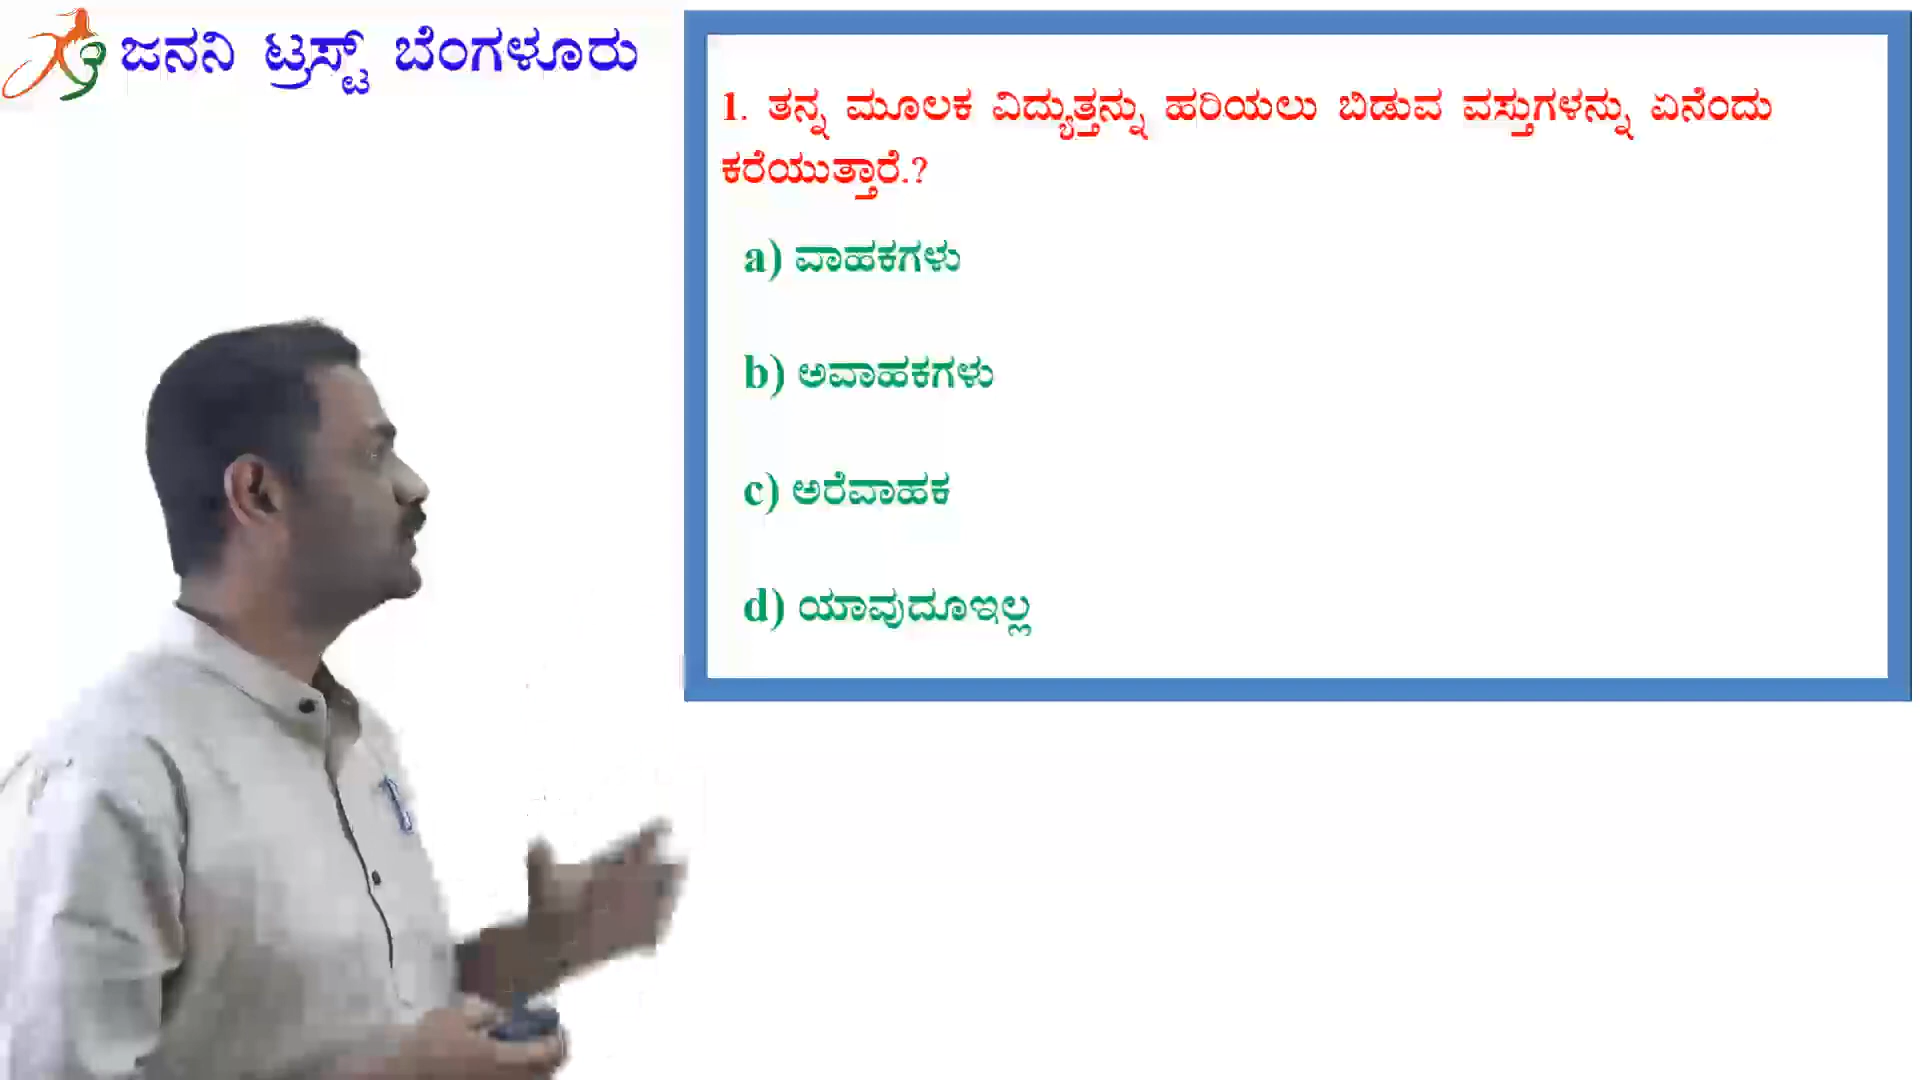 ಜನನಿ ಟ್ರಸ್ಟ್ ಬೆಂಗಳೂರು
1. ತನ್ನ ಮೂಲಕ ವಿದ್ಯುತ್ತನ್ನು ಹರಿಯಲು ಬಿಡುವ ವಸ್ತುಗಳನ್ನು ಏನೆಂದು
ಕರೆಯುತ್ತಾರೆ.?
a) ವಾಹಕಗಳು
b) ಅವಾಹಕಗಳು
c) ಅರೆವಾಹಕ
d) ಯಾವುದೂಇಲ್ಲ